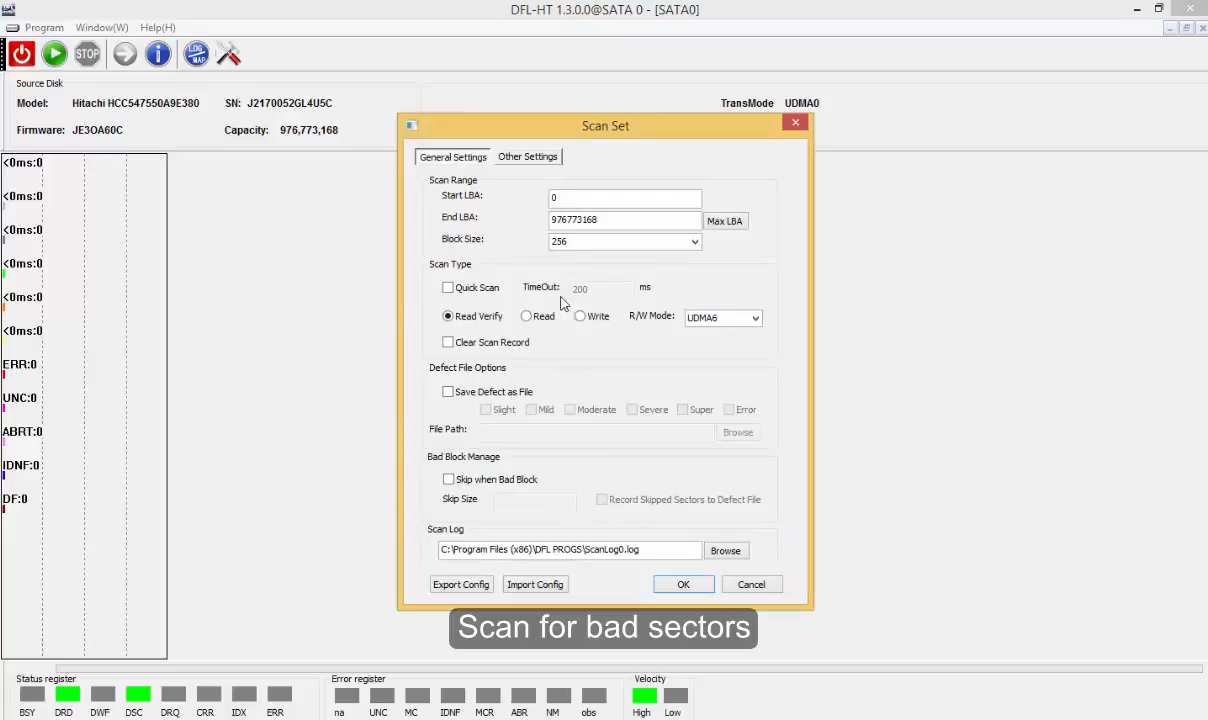 DFL-HT 1.3.0.0@SATA 0 - [SATA0]
Program Window(W) Help(H)
STOP
LOG MAP
Source Disk
Model: Hitachi HCC547550A9E380 SN: J2170052GL4U5C TransMode UDMA0
Firmware: JE3OA60C Capacity: 976,773,168
<0ms:0
<0ms:0
<0ms:0
<0ms:0
<0ms:0
<0ms:0
ERR:0
UNC:0
ABRT:0
IDNF:0
DF:0
Scan Set
General Settings Other Settings
Scan Range
Start LBA: 0
End LBA: 976773168 Max LBA
Block Size: 256
Scan Type
Quick Scan TimeOut: 200 ms
Read Verify Read Write R/W Mode: UDMA6
Clear Scan Record
Defect File Options
Save Defect as File
Slight Mild Moderate Severe Super Error
File Path: Browse
Bad Block Manage
Skip when Bad Block
Skip Size Record Skipped Sectors to Defect File
Scan Log
C:\Program Files (x86)\DFL PROGS\ScanLog0.log Browse
Export Config Import Config OK Cancel
Scan for bad sectors
Status register Error register Velocity
BSY DRD DWF DSC DRQ CRR IDX ERR na UNC MC IDNF MCR ABR NM obs High Low